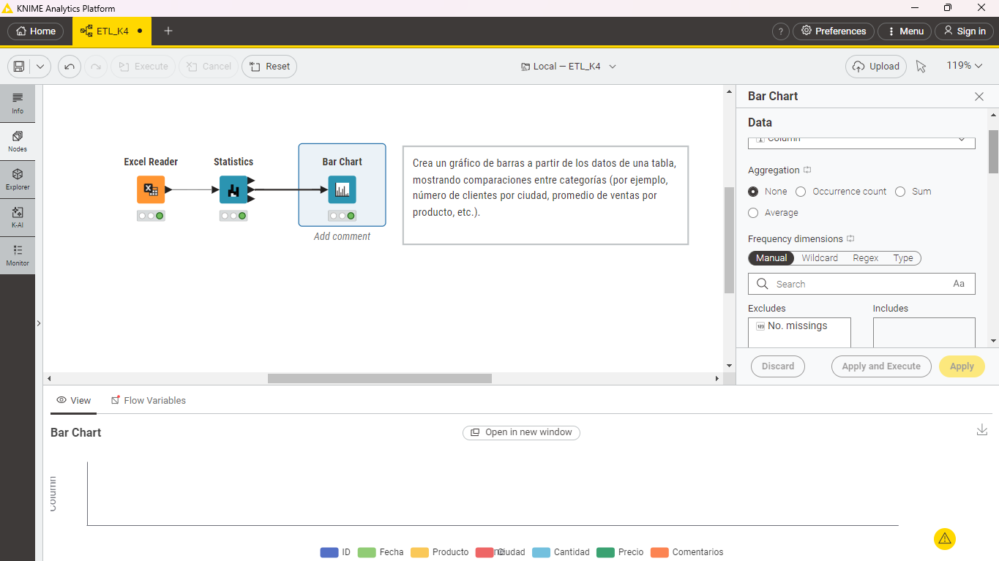 KNIME Analytics Platform
Home
ETL_K4
?
Preferences
Menu
Sign in
Execute
Cancel
Reset
Local – ETL_K4
Upload
119%
Info
Nodes
Explorer
K-AI
Monitor
Excel Reader
Statistics
Bar Chart
Add comment
Crea un gráfico de barras a partir de los datos de una tabla,
mostrando comparaciones entre categorías (por ejemplo,
número de clientes por ciudad, promedio de ventas por
producto, etc.).
Bar Chart
Data
Column
Aggregation
None Occurrence count Sum
Average
Frequency dimensions
Manual Wildcard Regex Type
Search Aa
Excludes Includes
No. missings
Discard Apply and Execute Apply
View Flow Variables
Bar Chart
Open in new window
Column
ID Fecha Producto Ciudad Cantidad Precio Comentarios